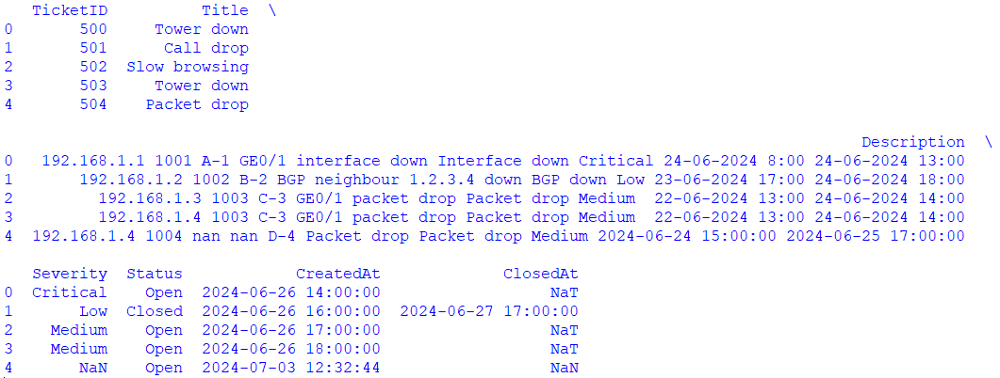 TicketID Title \
0 500 Tower down
1 501 Call drop
2 502 Slow browsing
3 503 Tower down
4 504 Packet drop
Description \
0 192.168.1.1 1001 A-1 GE0/1 interface down Interface down Critical 24-06-2024 8:00 24-06-2024 13:00
1 192.168.1.2 1002 B-2 BGP neighbour 1.2.3.4 down BGP down Low 23-06-2024 17:00 24-06-2024 18:00
2 192.168.1.3 1003 C-3 GE0/1 packet drop Packet drop Medium 22-06-2024 13:00 24-06-2024 14:00
3 192.168.1.4 1003 C-3 GE0/1 packet drop Packet drop Medium 22-06-2024 13:00 24-06-2024 14:00
4 192.168.1.4 1004 nan nan D-4 Packet drop Packet drop Medium 2024-06-24 15:00:00 2024-06-25 17:00:00
Severity Status CreatedAt ClosedAt
0 Critical Open 2024-06-26 14:00:00 NaT
1 Low Closed 2024-06-26 16:00:00 2024-06-27 17:00:00
2 Medium Open 2024-06-26 17:00:00 NaT
3 Medium Open 2024-06-26 18:00:00 NaT
4 NaN Open 2024-07-03 12:32:44 NaN